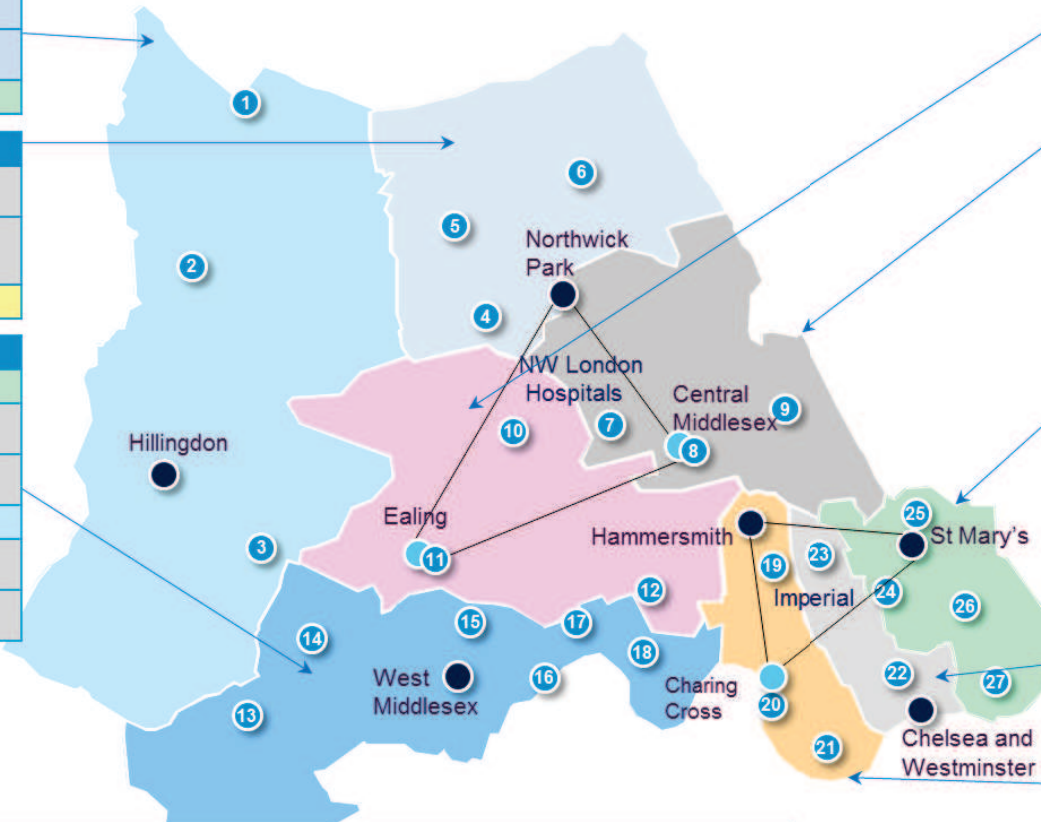 1
6
5
2
Northwick
Park
4
NW London
Hospitals
Central
Middlesex
9
7
10
8
Hillingdon
Ealing
25
Hammersmith
St Mary's
3
11
23
19
12
Imperial
24
26
14
15
17
18
West
Middlesex
16
Charing
Cross
22
27
20
13
21
Chelsea and
Westminster